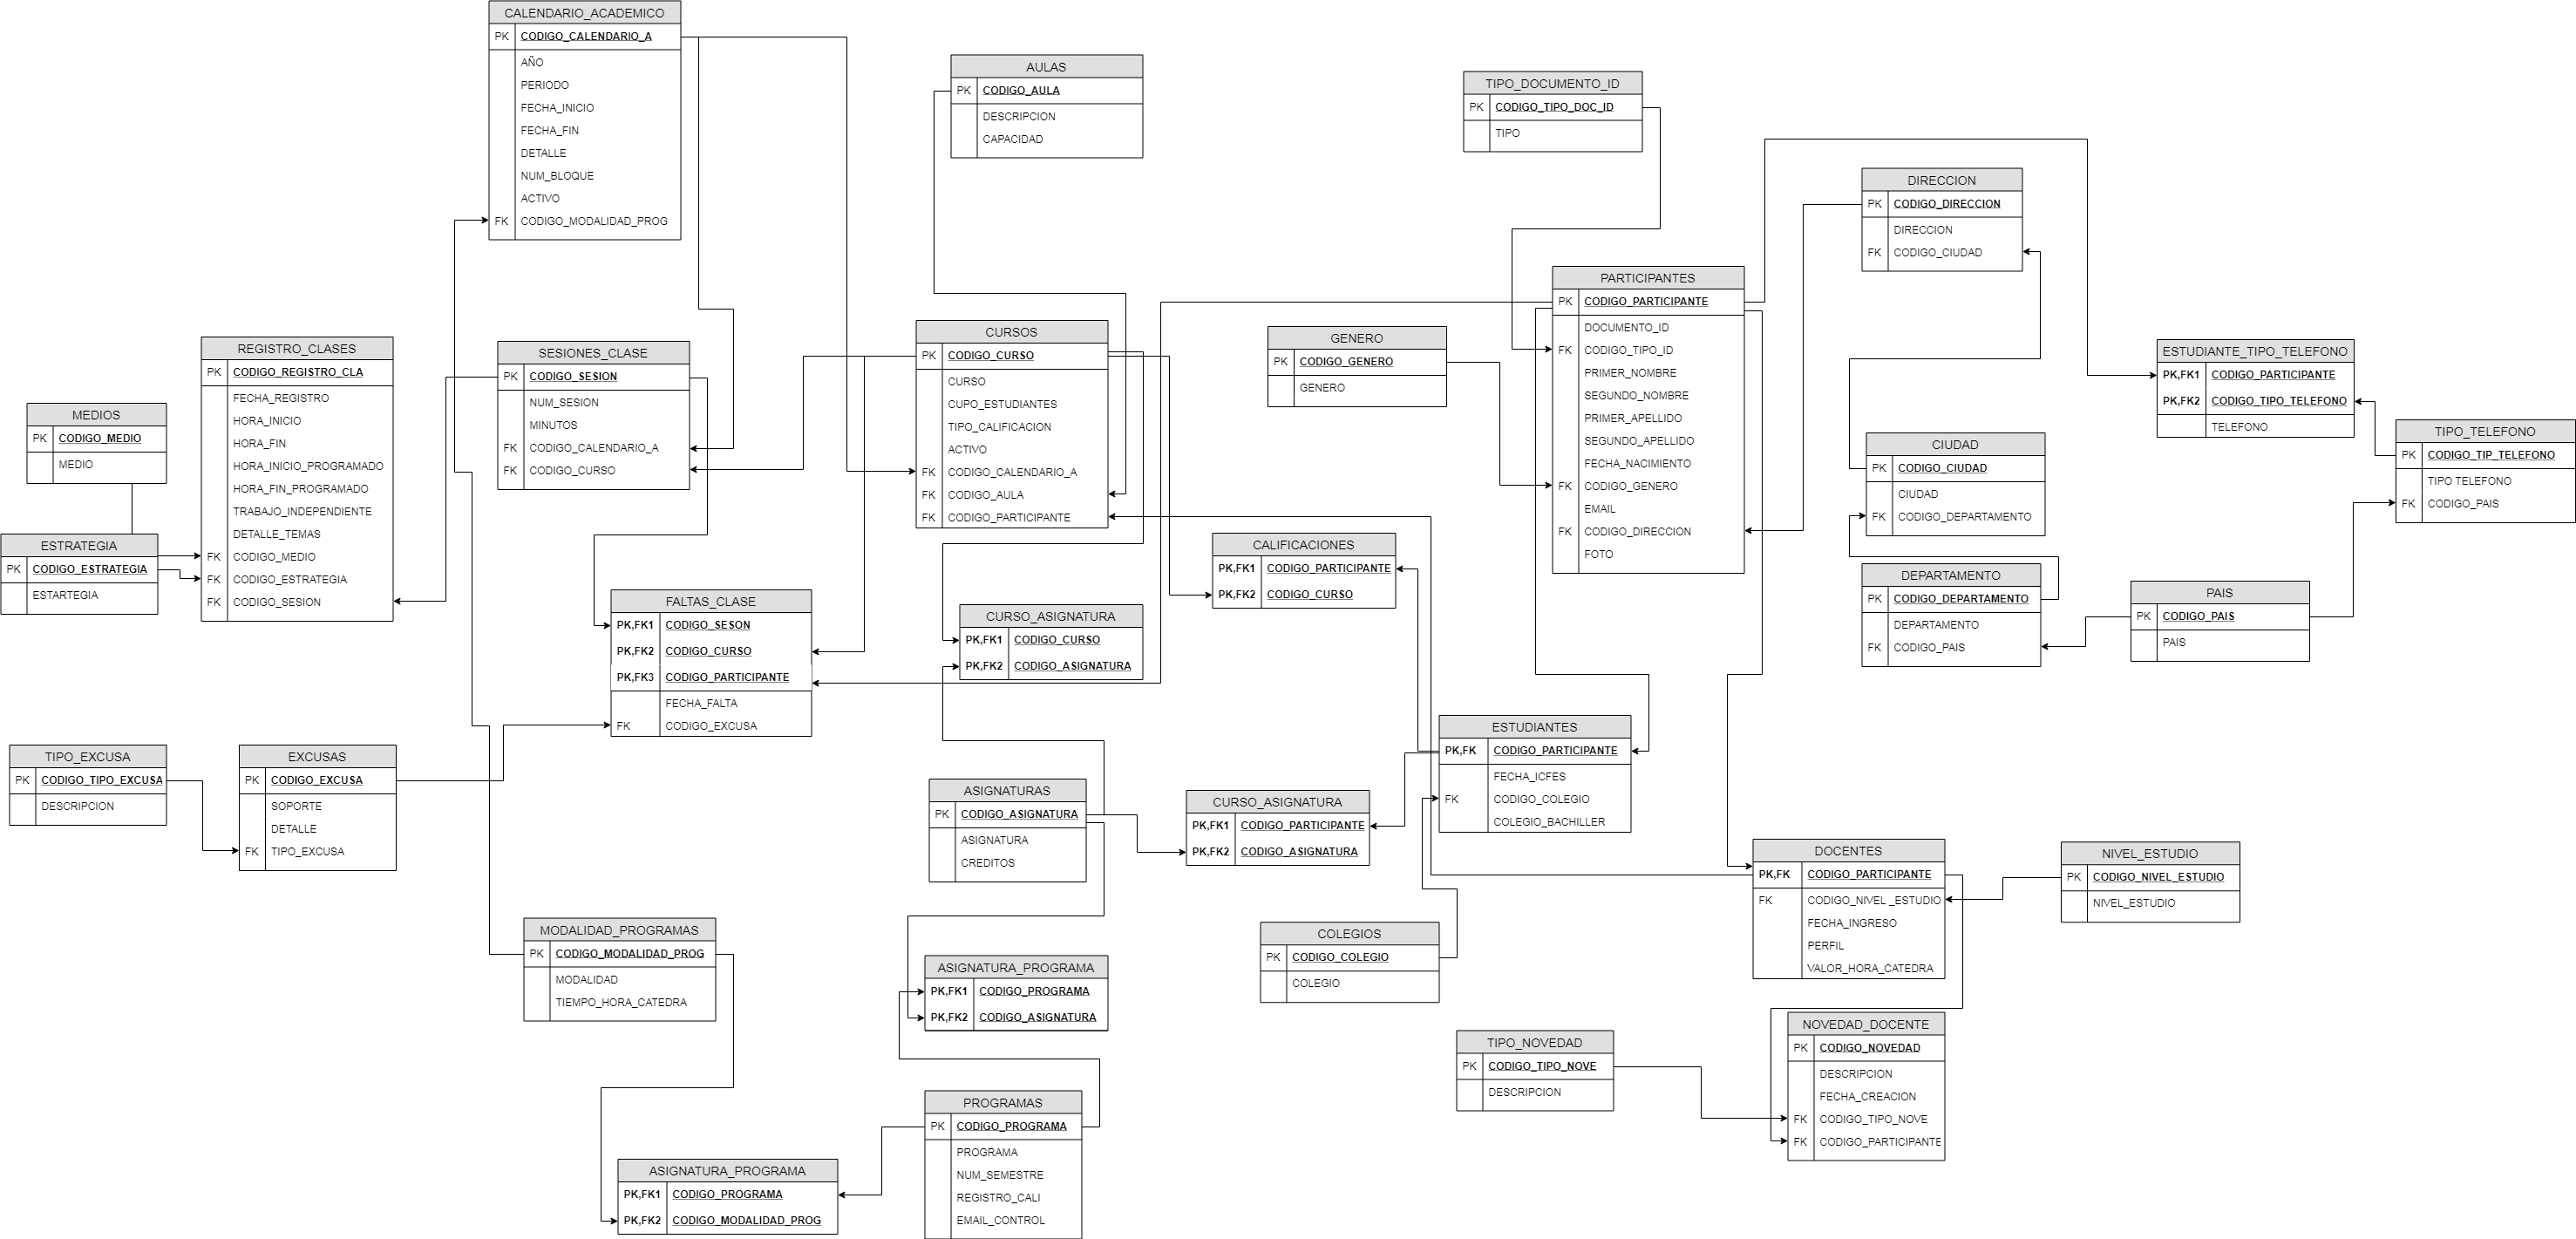 CALENDARIO_ACADEMICO
PK CODIGO_CALENDARIO_A
AÑO
PERIODO
FECHA_INICIO
FECHA_FIN
DETALLE
NUM_BLOQUE
ACTIVO
FK CODIGO_MODALIDAD_PROG
AULAS
PK CODIGO_AULA
DESCRIPCION
CAPACIDAD
TIPO_DOCUMENTO_ID
PK CODIGO_TIPO_DOC_ID
TIPO
DIRECCION
PK CODIGO_DIRECCION
DIRECCION
FK CODIGO_CIUDAD
PARTICIPANTES
PK CODIGO_PARTICIPANTE
DOCUMENTO_ID
FK CODIGO_TIPO_ID
PRIMER_NOMBRE
SEGUNDO_NOMBRE
PRIMER_APELLIDO
SEGUNDO_APELLIDO
FECHA_NACIMIENTO
FK CODIGO_GENERO
EMAIL
FK CODIGO_DIRECCION
FOTO
REGISTRO_CLASES
PK CODIGO_REGISTRO_CLA
FECHA_REGISTRO
HORA_INICIO
HORA_FIN
HORA_INICIO_PROGRAMADO
HORA_FIN_PROGRAMADO
TRABAJO_INDEPENDIENTE
DETALLE_TEMAS
FK CODIGO_MEDIO
FK CODIGO_ESTRATEGIA
FK CODIGO_SESION
SESIONES_CLASE
PK CODIGO_SESION
NUM_SESION
MINUTOS
FK CODIGO_CALENDARIO_A
FK CODIGO_CURSO
CURSOS
PK CODIGO_CURSO
CURSO
CUPO_ESTUDIANTES
TIPO_CALIFICACION
ACTIVO
FK CODIGO_CALENDARIO_A
FK CODIGO_AULA
FK CODIGO_PARTICIPANTE
GENERO
PK CODIGO_GENERO
GENERO
ESTUDIANTE_TIPO_TELEFONO
PK,FK1 CODIGO_PARTICIPANTE
PK,FK2 CODIGO_TIPO_TELEFONO
TELEFONO
MEDIOS
PK CODIGO_MEDIO
MEDIO
TIPO_TELEFONO
PK CODIGO_TIP_TELEFONO
TIPO TELEFONO
FK CODIGO_PAIS
CIUDAD
PK CODIGO_CIUDAD
CIUDAD
FK CODIGO_DEPARTAMENTO
ESTRATEGIA
PK CODIGO_ESTRATEGIA
ESTARTEGIA
CALIFICACIONES
PK,FK1 CODIGO_PARTICIPANTE
PK,FK2 CODIGO_CURSO
DEPARTAMENTO
PK CODIGO_DEPARTAMENTO
DEPARTAMENTO
FK CODIGO_PAIS
PAIS
PK CODIGO_PAIS
PAIS
FALTAS_CLASE
PK,FK1 CODIGO_SESON
PK,FK2 CODIGO_CURSO
PK,FK3 CODIGO_PARTICIPANTE
FECHA_FALTA
FK CODIGO_EXCUSA
CURSO_ASIGNATURA
PK,FK1 CODIGO_CURSO
PK,FK2 CODIGO_ASIGNATURA
ESTUDIANTES
PK,FK CODIGO_PARTICIPANTE
FECHA_ICFES
FK CODIGO_COLEGIO
COLEGIO_BACHILLER
TIPO_EXCUSA
PK CODIGO_TIPO_EXCUSA
DESCRIPCION
EXCUSAS
PK CODIGO_EXCUSA
SOPORTE
DETALLE
FK TIPO_EXCUSA
ASIGNATURAS
PK CODIGO_ASIGNATURA
ASIGNATURA
CREDITOS
CURSO_ASIGNATURA
PK,FK1 CODIGO_PARTICIPANTE
PK,FK2 CODIGO_ASIGNATURA
DOCENTES
PK,FK CODIGO_PARTICIPANTE
FK CODIGO_NIVEL _ESTUDIO
FECHA_INGRESO
PERFIL
VALOR_HORA_CATEDRA
NIVEL_ESTUDIO
PK CODIGO_NIVEL_ESTUDIO
NIVEL_ESTUDIO
MODALIDAD_PROGRAMAS
PK CODIGO_MODALIDAD_PROG
MODALIDAD
TIEMPO_HORA_CATEDRA
COLEGIOS
PK CODIGO_COLEGIO
COLEGIO
ASIGNATURA_PROGRAMA
PK,FK1 CODIGO_PROGRAMA
PK,FK2 CODIGO_ASIGNATURA
NOVEDAD_DOCENTE
PK CODIGO_NOVEDAD
DESCRIPCION
FECHA_CREACION
FK CODIGO_TIPO_NOVE
FK CODIGO_PARTICIPANTE
TIPO_NOVEDAD
PK CODIGO_TIPO_NOVE
DESCRIPCION
PROGRAMAS
PK CODIGO_PROGRAMA
PROGRAMA
NUM_SEMESTRE
REGISTRO_CALI
EMAIL_CONTROL
ASIGNATURA_PROGRAMA
PK,FK1 CODIGO_PROGRAMA
PK,FK2 CODIGO_MODALIDAD_PROG